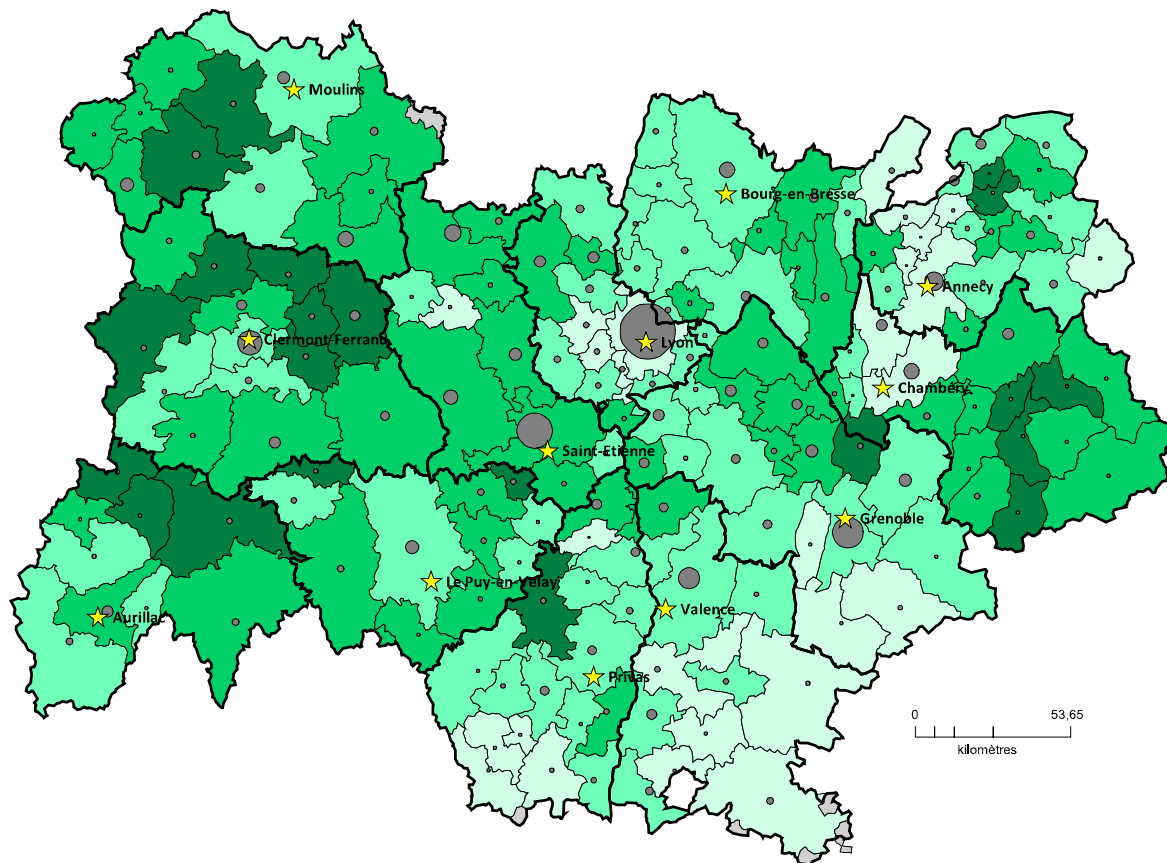 Moulins
Bourg-en-Bresse
Annecy
Clermont-Ferrand
Lyon
Chambéry
Saint-Etienne
Grenoble
Le Puy-en-Velay
Valence
Aurillac
Privas
0 53,65
kilomètres